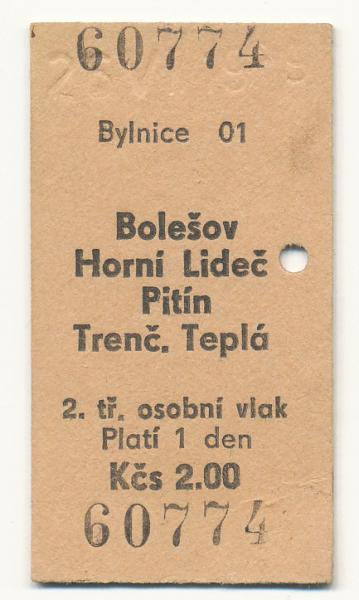 60774
Bylnice 01
Bolešov
Horní Lideč
Pitín
Trenč. Teplá
2. tř. osobní vlak
Platí 1 den
Kčs 2.00
60774